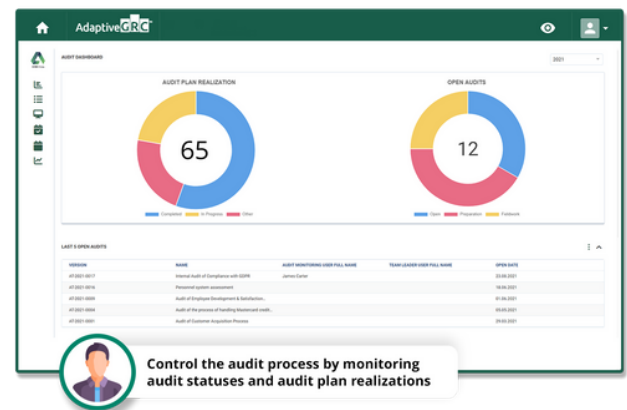 AdaptiveGRC
AUDIT DASHBOARD
2021
AUDIT PLAN REALIZATION
OPEN AUDITS
65
12
Completed In Progress Other
Open Preparation Fieldwork
LAST 5 OPEN AUDITS
VERSION NAME AUDIT MONITORING USER FULL NAME TEAM LEADER USER FULL NAME OPEN DATE
AT-2021-0017 Internal Audit of Compliance with GDPR James Carter 23.06.2021
AT-2021-0016 Personnel system assessment 18.06.2021
AT-2021-0009 Audit of Employee Development & Satisfaction... 01.06.2021
AT-2021-0004 Audit of the process of handling Mastercard credit... 05.05.2021
AT-2021-0001 Audit of Customer Acquisition Process 29.03.2021
Control the audit process by monitoring
audit statuses and audit plan realizations